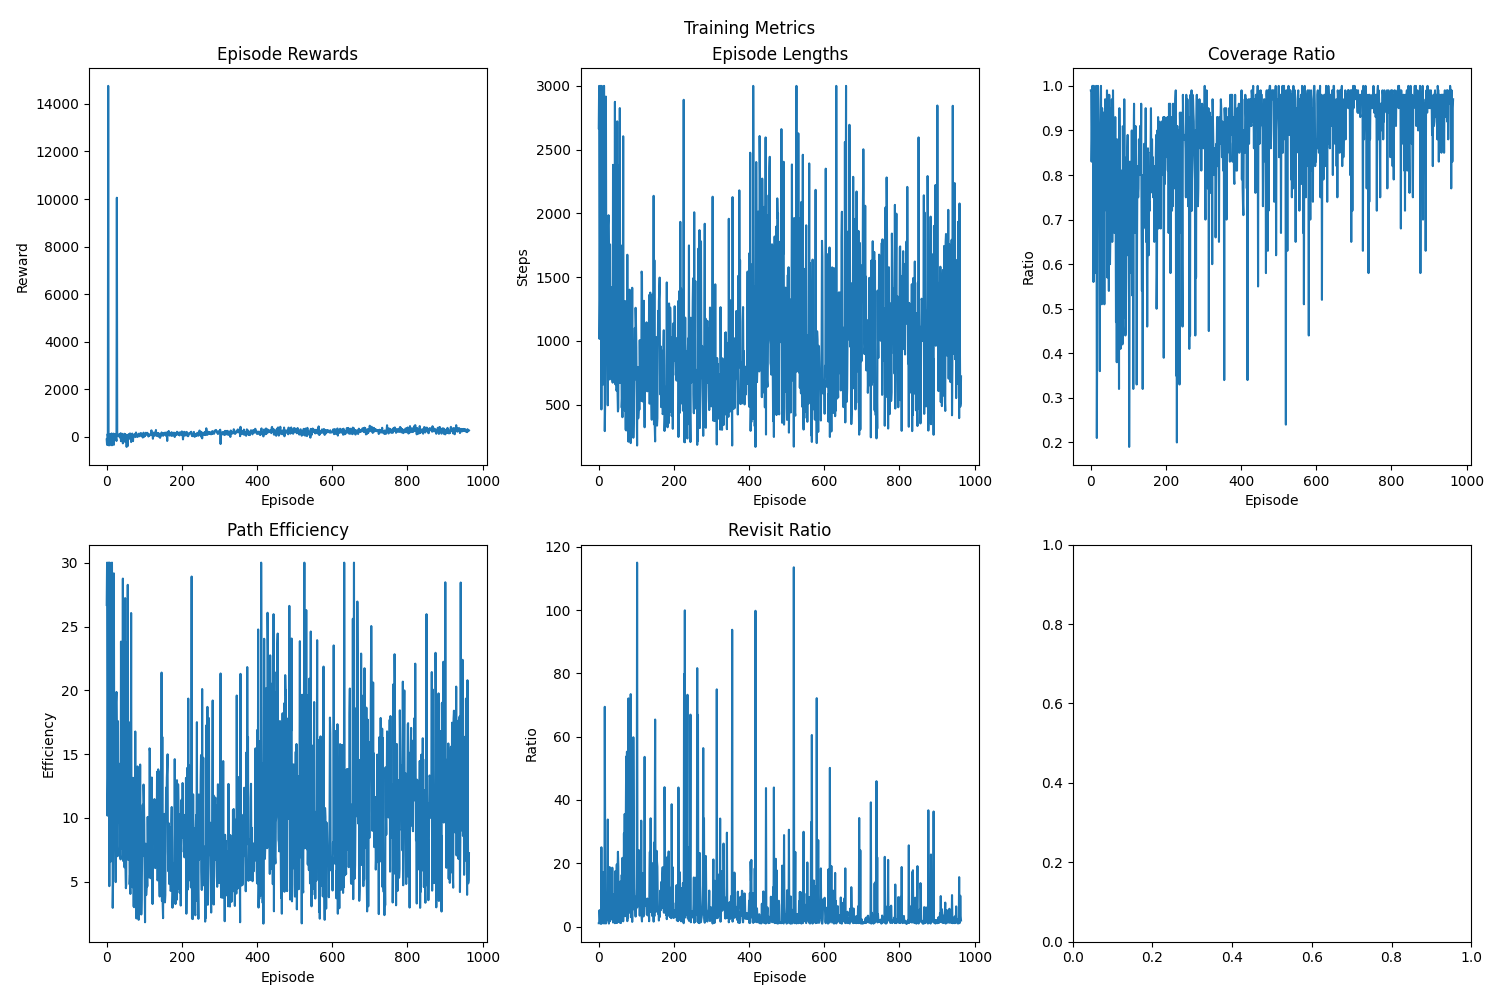 Training Metrics
Episode Rewards
14000
12000
10000
8000
6000
4000
2000
0
Reward
0 200 400 600 800 1000
Episode
Episode Lengths
3000
2500
2000
1500
1000
500
Steps
0 200 400 600 800 1000
Episode
Coverage Ratio
1.0
0.9
0.8
0.7
0.6
0.5
0.4
0.3
0.2
Ratio
0 200 400 600 800 1000
Episode
Path Efficiency
30
25
20
15
10
5
Efficiency
0 200 400 600 800 1000
Episode
Revisit Ratio
120
100
80
60
40
20
0
Ratio
0 200 400 600 800 1000
Episode
1.0
0.8
0.6
0.4
0.2
0.0
0.0 0.2 0.4 0.6 0.8 1.0